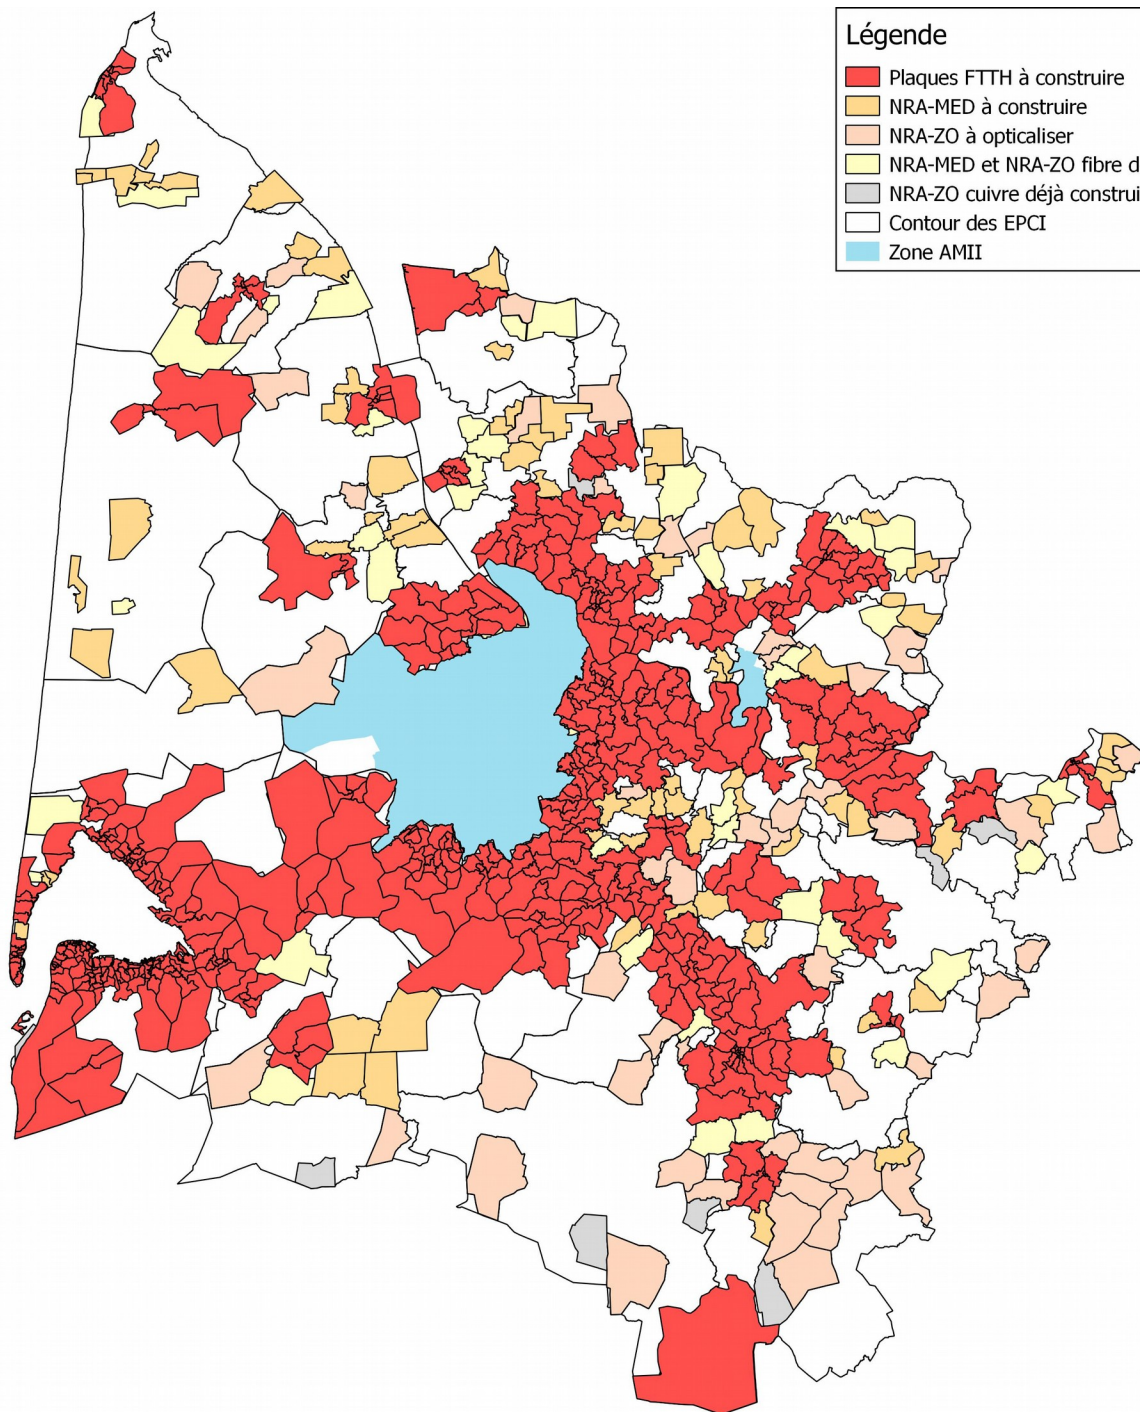 Légende
Plaques FTTH à construire
NRA-MED à construire
NRA-ZO à opticaliser
NRA-MED et NRA-ZO fibre d
NRA-ZO cuivre déjà construi
Contour des EPCI
Zone AMII